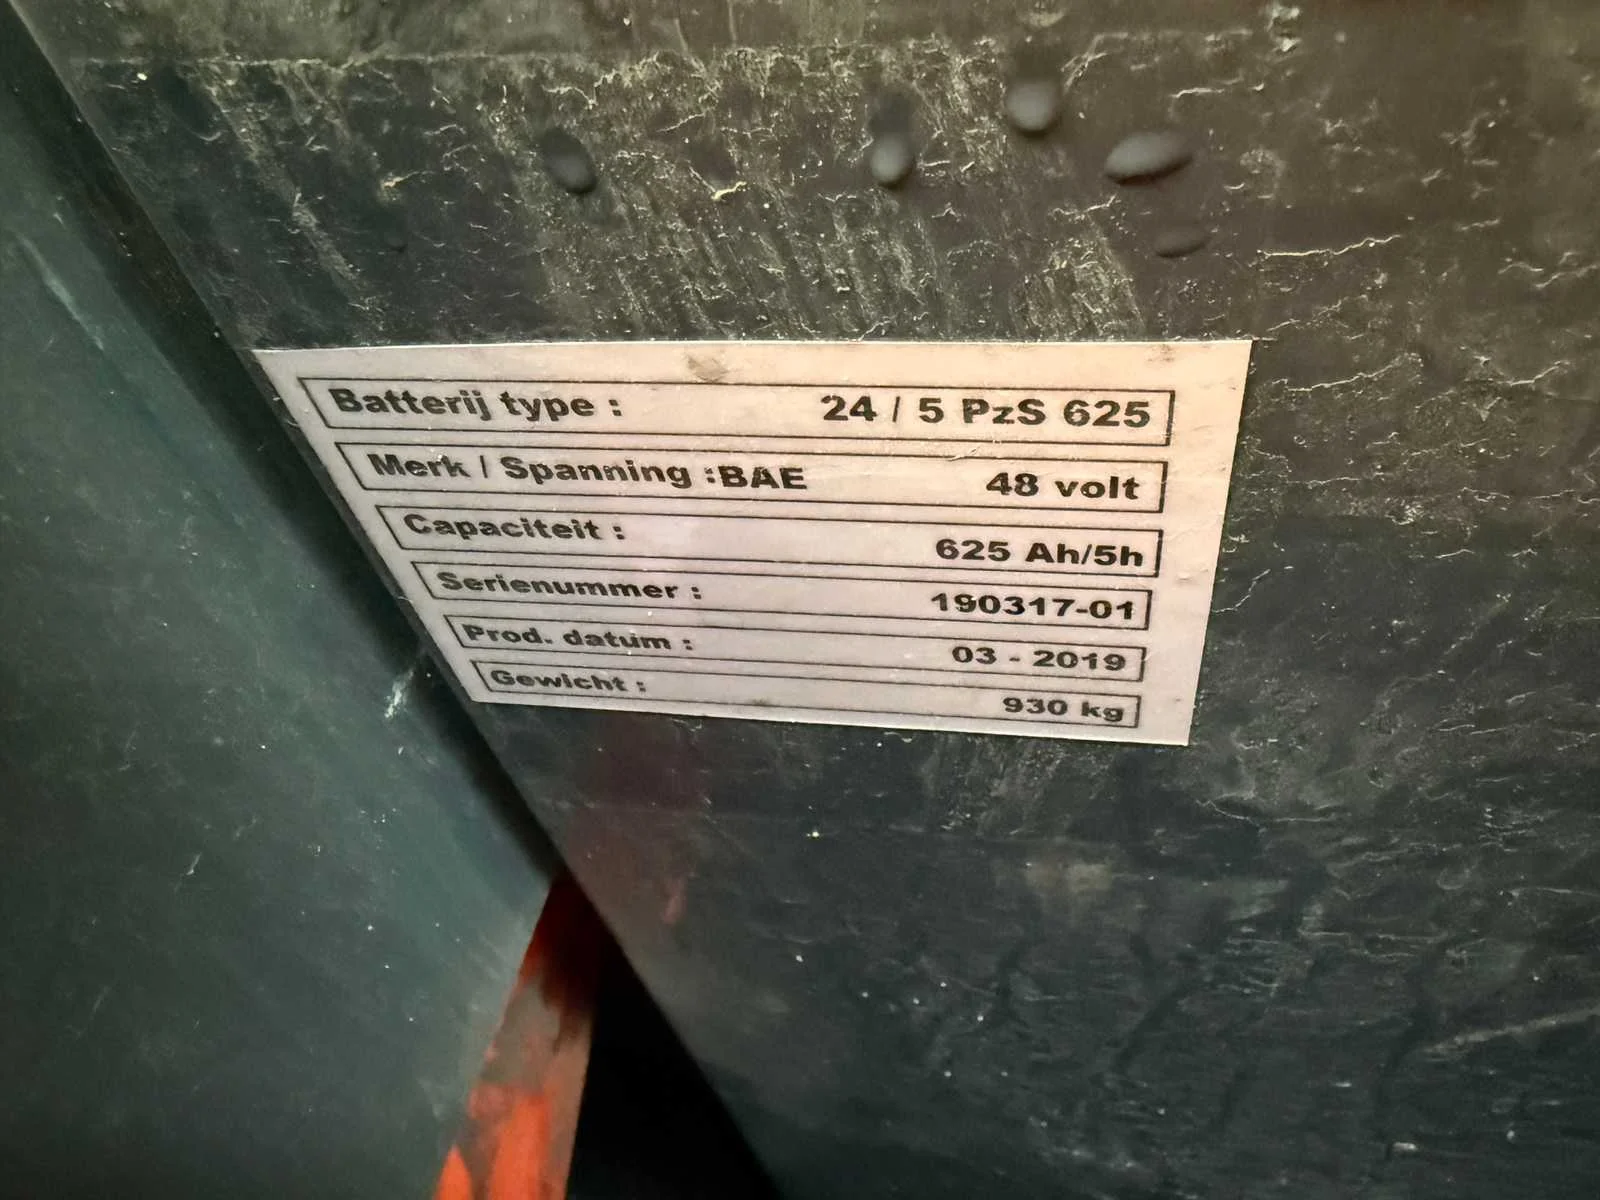 Batterij type : 24 / 5 PzS 625
Merk / Spanning :BAE 48 volt
Capaciteit : 625 Ah/5h
Serienummer : 190317-01
Prod. datum : 03 - 2019
Gewicht : 930 kg